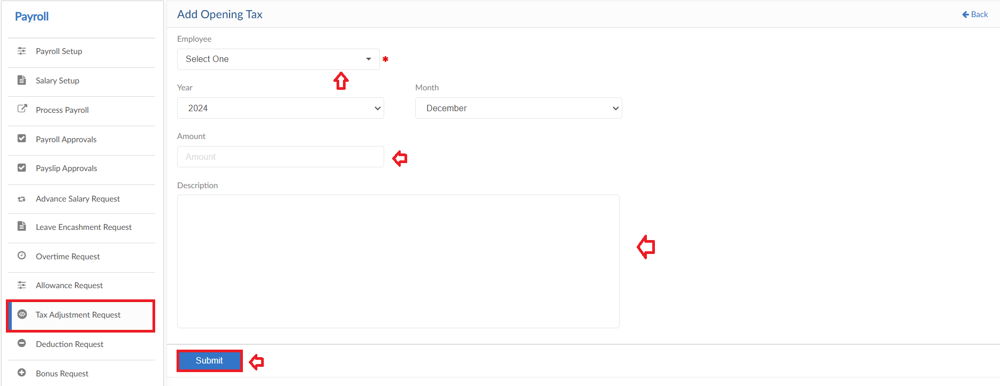 Payroll
Payroll Setup
Salary Setup
Process Payroll
Payroll Approvals
Payslip Approvals
Advance Salary Request
Leave Encashment Request
Overtime Request
Allowance Request
Tax Adjustment Request
Deduction Request
Bonus Request
Add Opening Tax
Back
Employee
Select One *
Year
Month
2024
December
Amount
Amount
Description
Submit